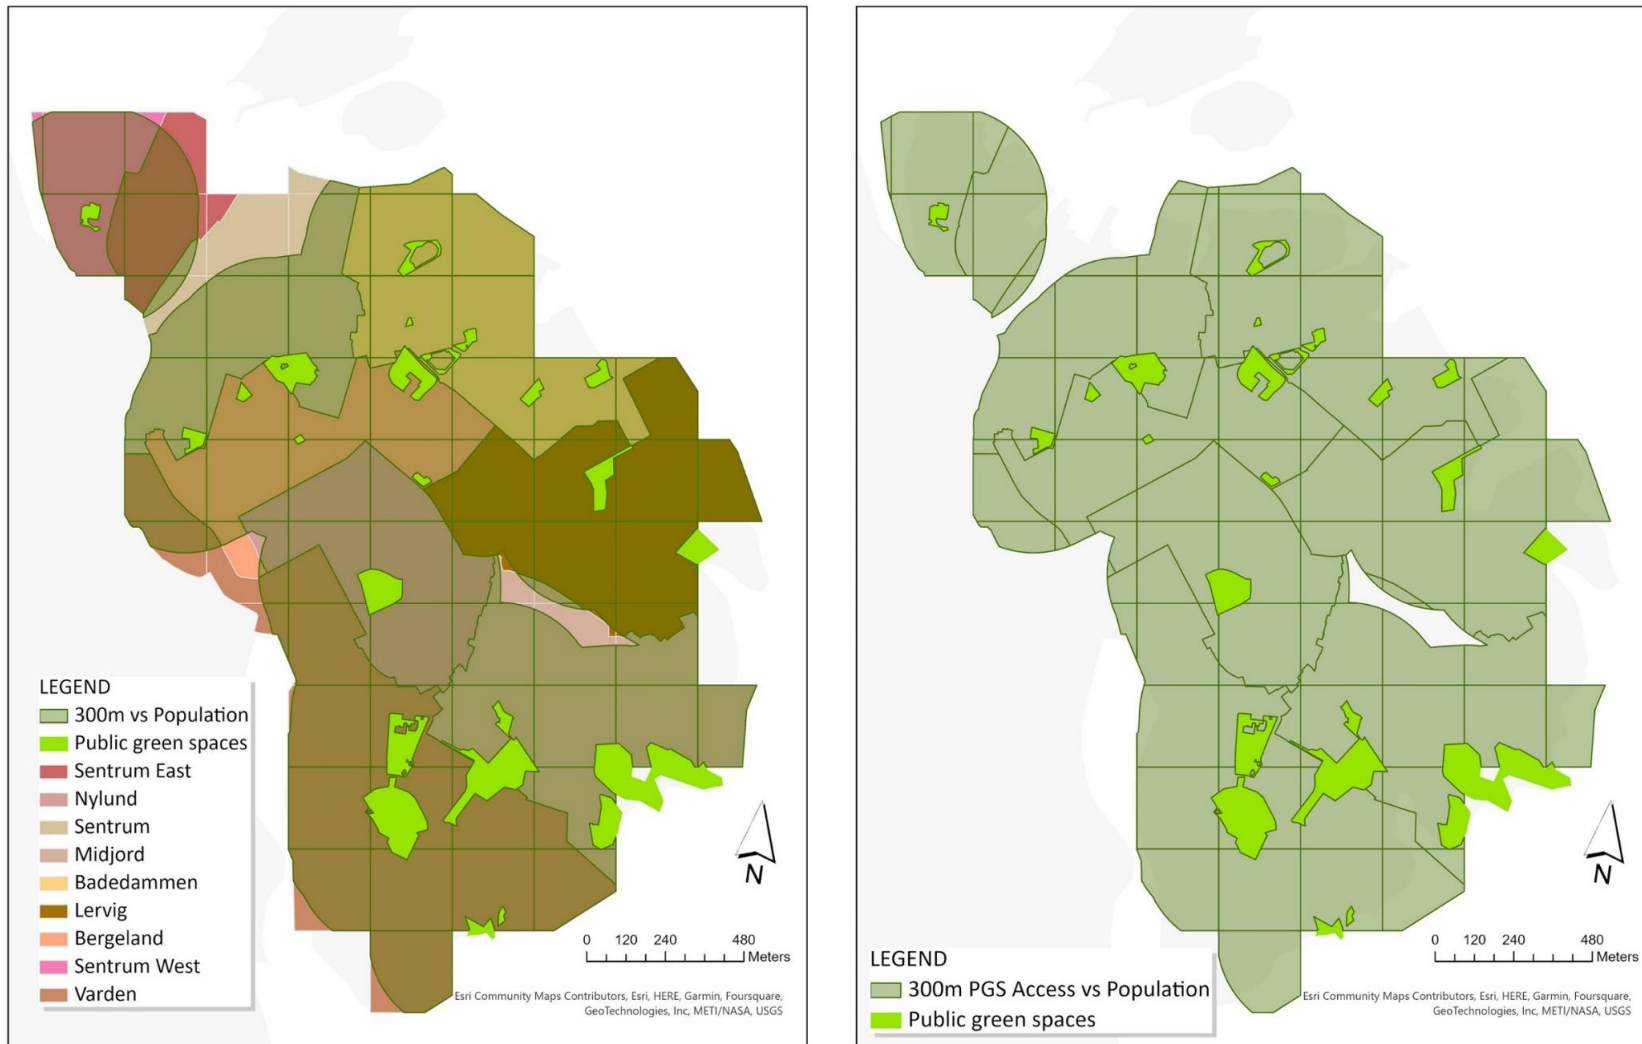 LEGEND
300m vs Population
Public green spaces
Sentrum East
Nylund
Sentrum
Midjord
Badedammen
Lervig
Bergeland
Sentrum West
Varden
N
0 120 240 480
Meters
Esri Community Maps Contributors, Esri, HERE, Garmin, Foursquare,
GeoTechnologies, Inc, METI/NASA, USGS
LEGEND
300m PGS Access vs Population
Public green spaces
N
0 120 240 480
Meters
Esri Community Maps Contributors, Esri, HERE, Garmin, Foursquare,
GeoTechnologies, Inc, METI/NASA, USGS